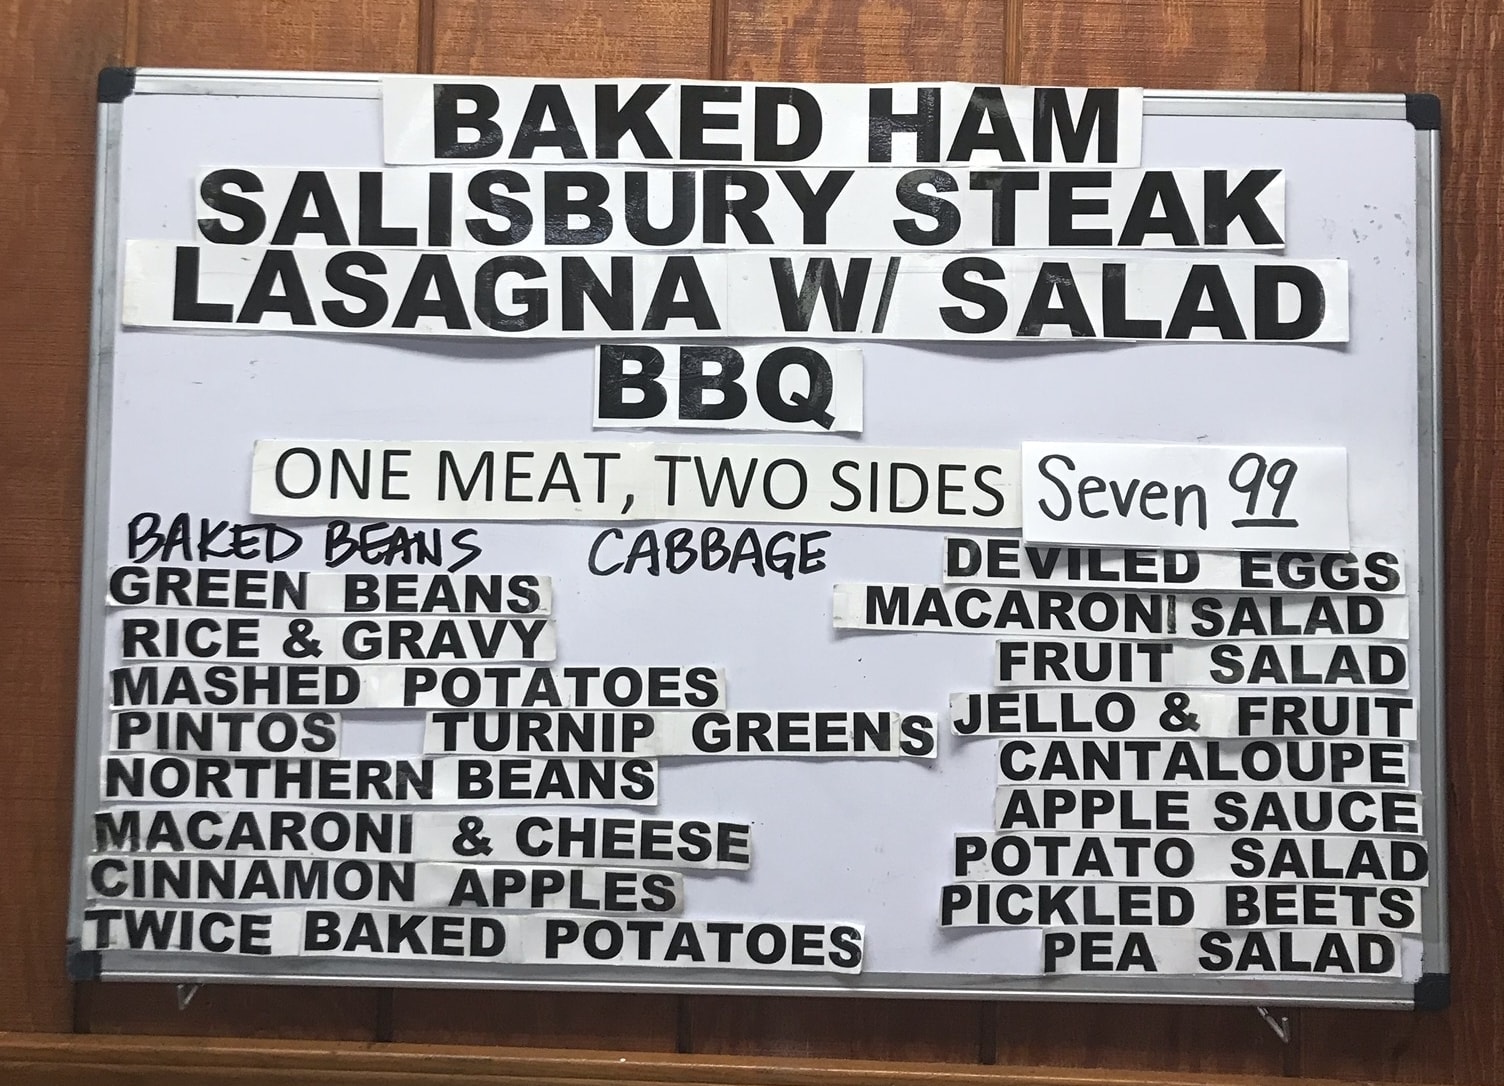 BAKED HAM
SALISBURY STEAK
LASAGNA W/ SALAD
BBQ
ONE MEAT, TWO SIDES Seven 99
BAKED BEANS CABBAGE
GREEN BEANS
RICE & GRAVY
MASHED POTATOES
PINTOS TURNIP GREENS
NORTHERN BEANS
MACARONI & CHEESE
CINNAMON APPLES
TWICE BAKED POTATOES
DEVILED EGGS
MACARONI SALAD
FRUIT SALAD
JELLO & FRUIT
CANTALOUPE
APPLE SAUCE
POTATO SALAD
PICKLED BEETS
PEA SALAD